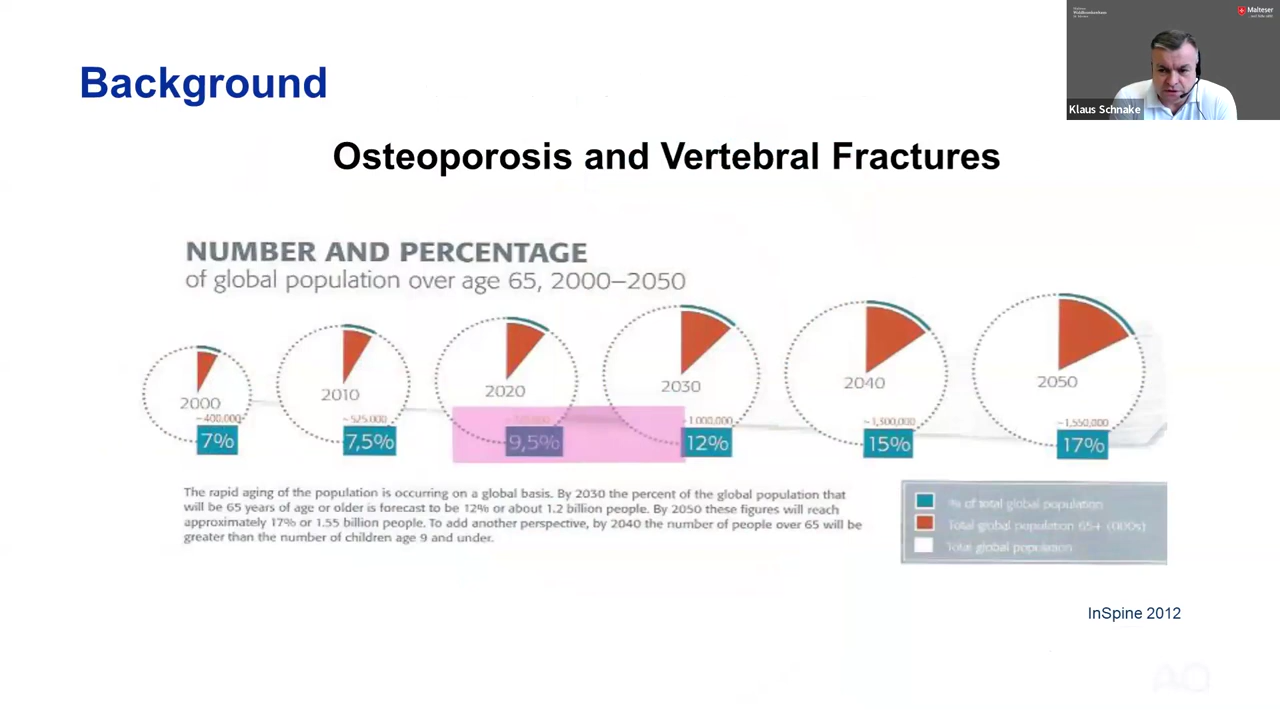 Malteser
Klaus Schnake
Background
Osteoporosis and Vertebral Fractures
NUMBER AND PERCENTAGE
of global population over age 65, 2000–2050
2000
2010
2020
2030
2040
2050
~400,000
~525,000
1,000,000
~1,300,000
~1,550,000
7%
7,5%
9,5%
12%
15%
17%
The rapid aging of the population is occurring on a global basis. By 2030 the percent of the global population that
will be 65 years of age or older is forecast to be 12% or about 1.2 billion people. By 2050 these figures will reach
approximately 17% or 1.55 billion people. To add another perspective, by 2040 the number of people over 65 will be
greater than the number of children age 9 and under.
% of total global population
Total global population 65+ (000s)
Total global population
InSpine 2012
AO